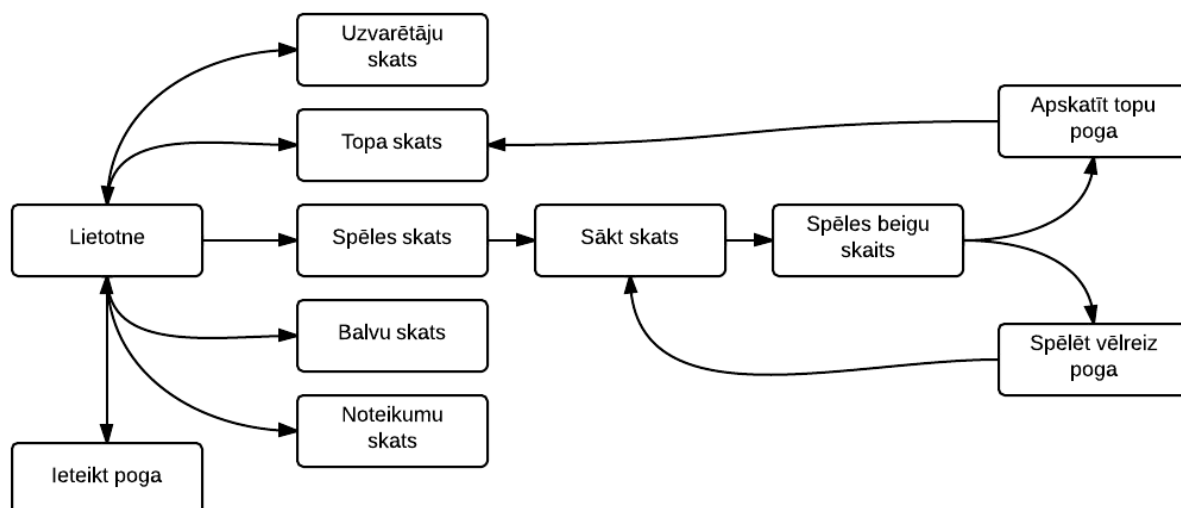 Uzvarētāju
skats
Topa skats
Apskatīt topu
poga
Lietotne
Spēles skats
Sākt skats
Spēles beigu
skaits
Balvu skats
Spēlēt vēlreiz
poga
Noteikumu
skats
Ieteikt poga